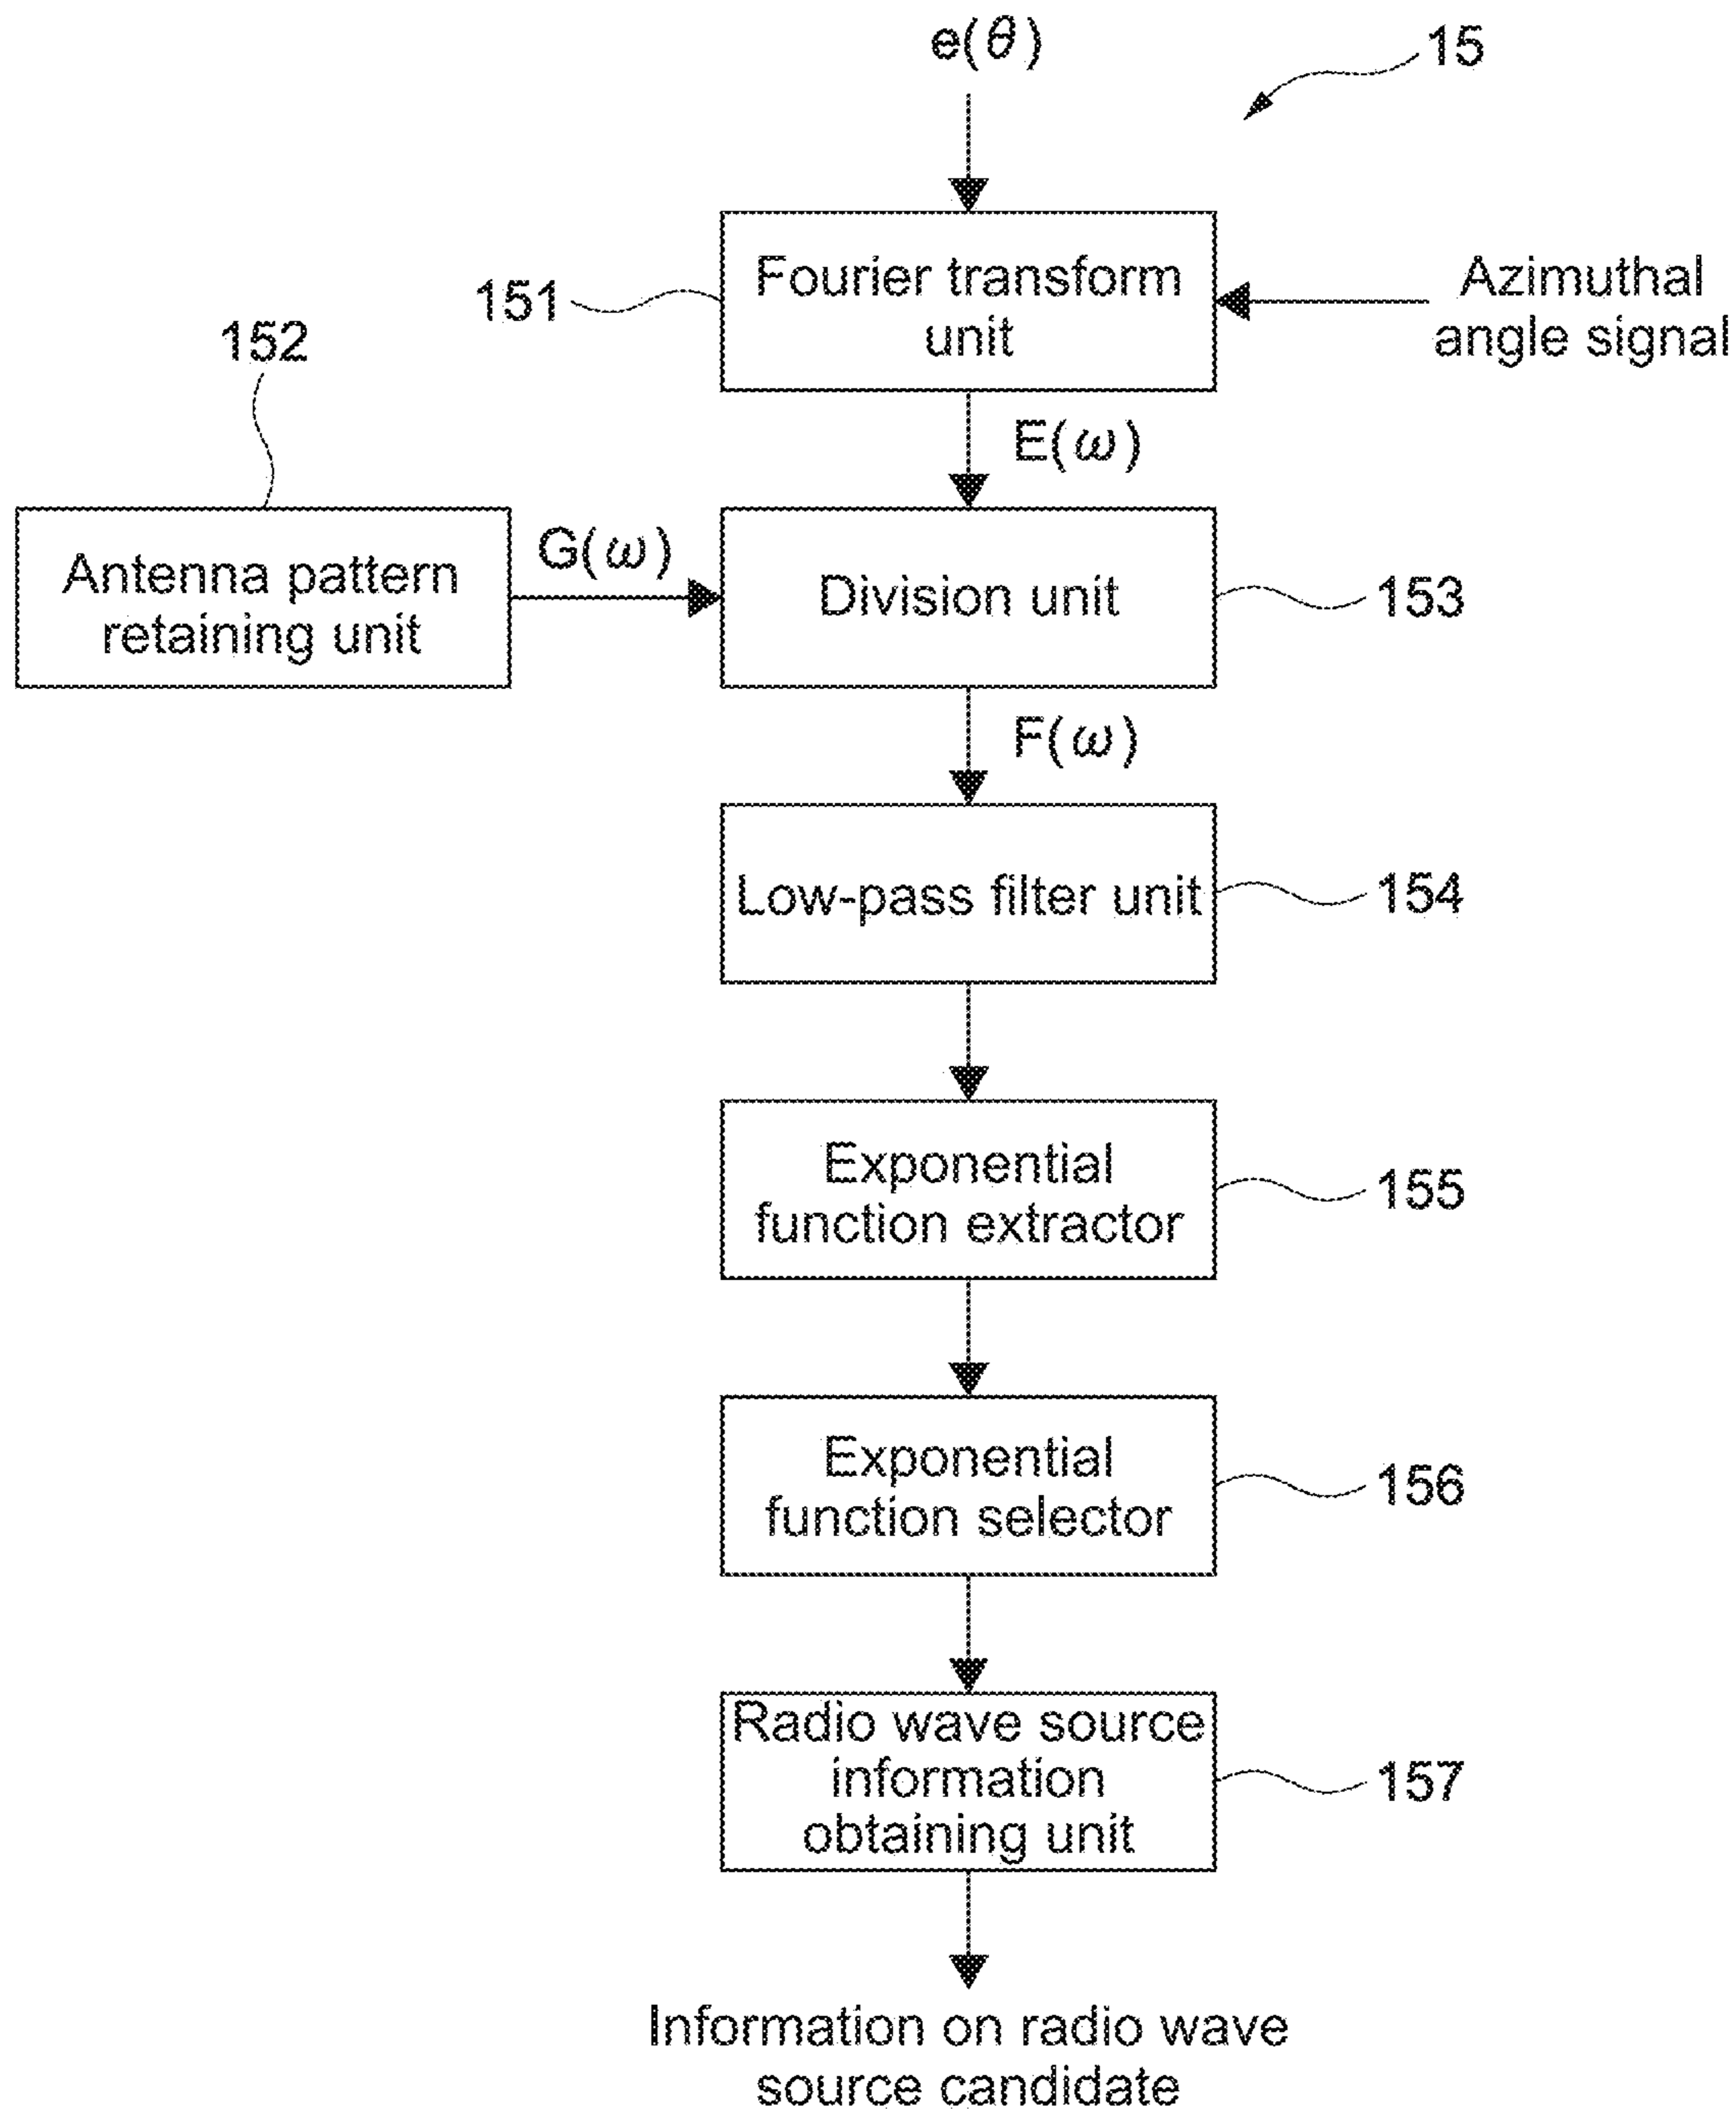 e(θ)
15
Fourier transform
unit
151
Azimuthal
angle signal
152
E(ω)
Antenna pattern
retaining unit
G(ω)
Division unit
153
F(ω)
Low-pass filter unit
154
Exponential
function extractor
155
Exponential
function selector
156
Radio wave source
information
obtaining unit
157
Information on radio wave
source candidate